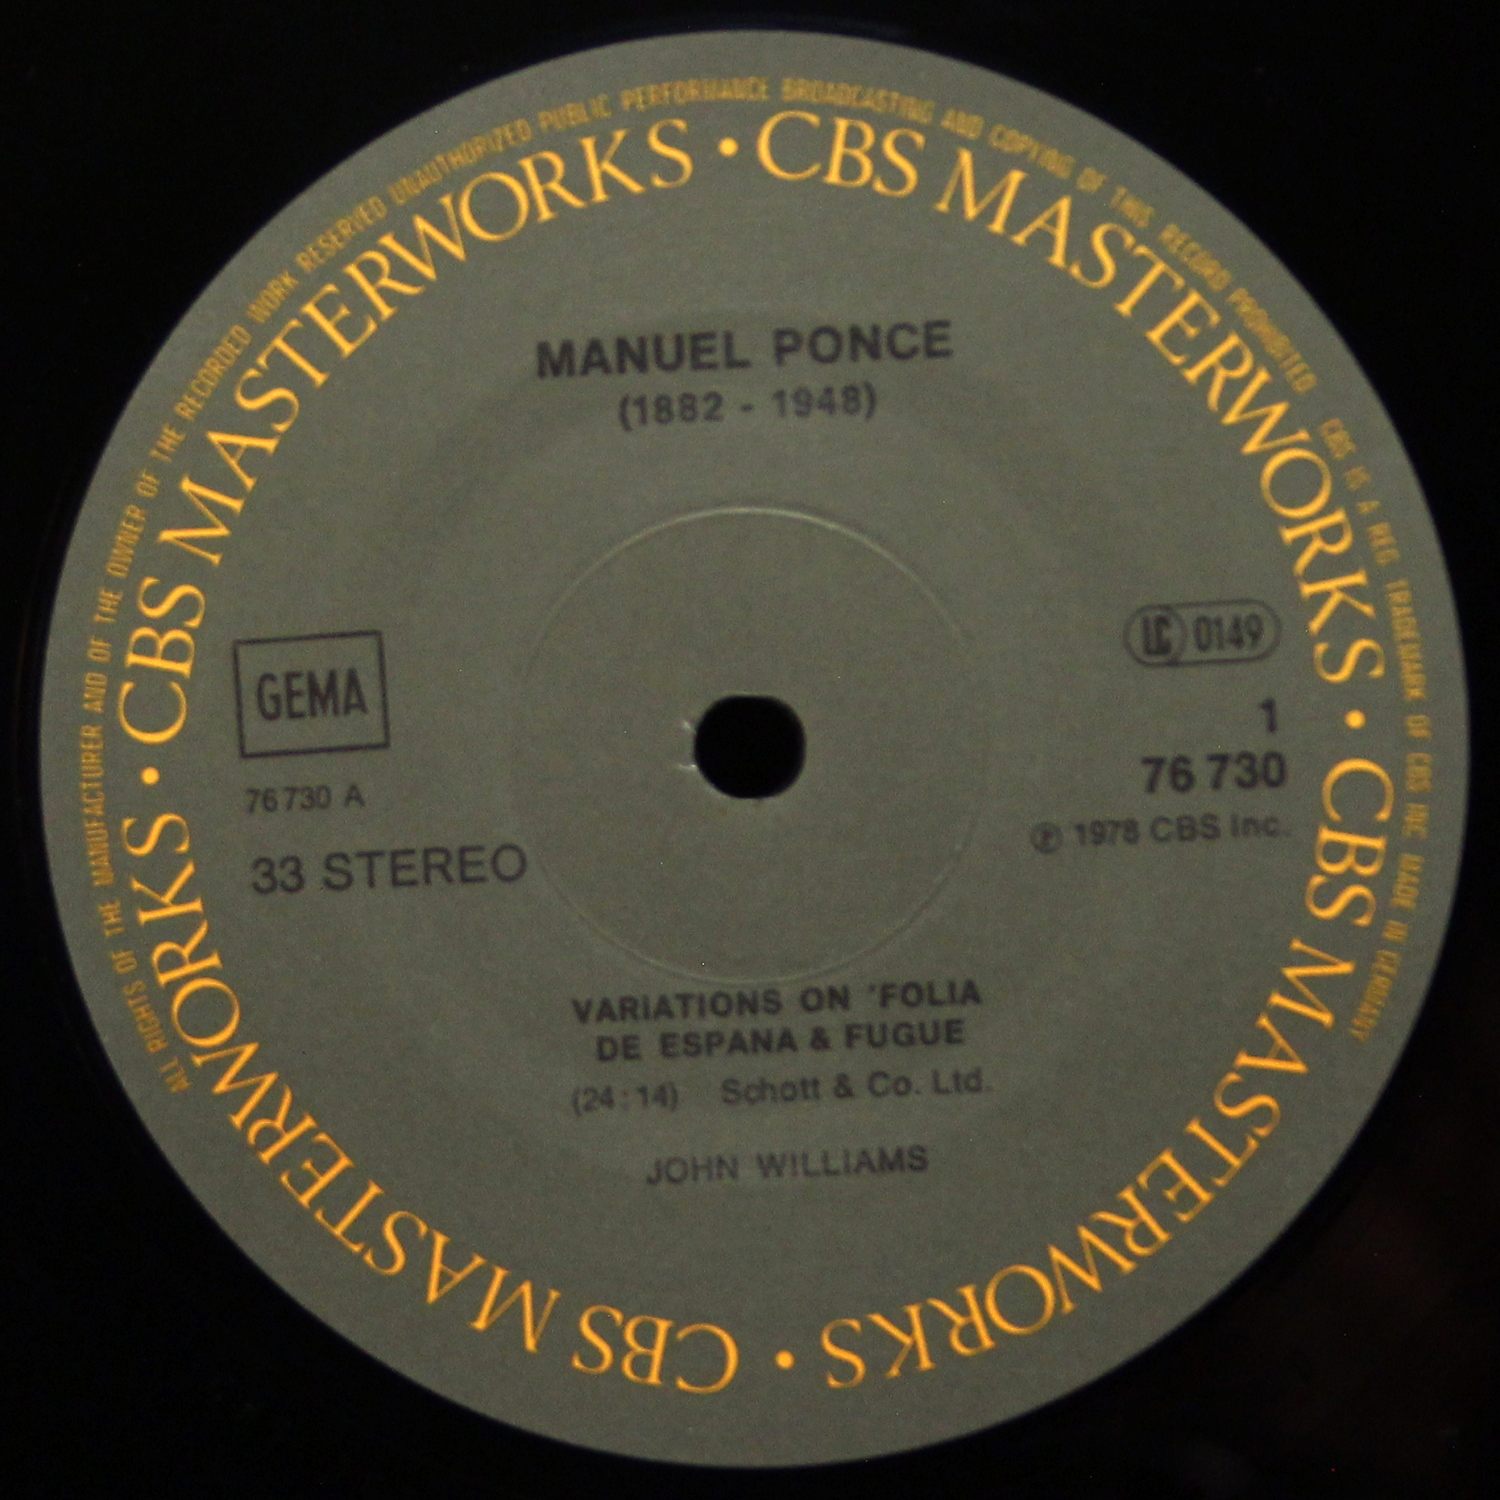 ALL RIGHTS OF THE MANUFACTURER AND OF THE OWNER OF THE RECORDED WORK RESERVED UNAUTHORIZED PUBLIC PERFORMANCE BROADCASTING AND COPYING OF THIS RECORD PROHIBITED CBS IS A REG. TRADEMARK OF CBS INC MADE IN GERMANY
CBS MASTERWORKS • CBS MASTERWORKS • CBS MASTERWORKS • CBS MASTERWORKS •
MANUEL PONCE
(1882 - 1948)
GEMA
76 730 A
33 STEREO
LC 0149
1
76 730
℗ 1978 CBS Inc.
VARIATIONS ON 'FOLIA
DE ESPANA & FUGUE
(24:14) Schott & Co. Ltd.
JOHN WILLIAMS